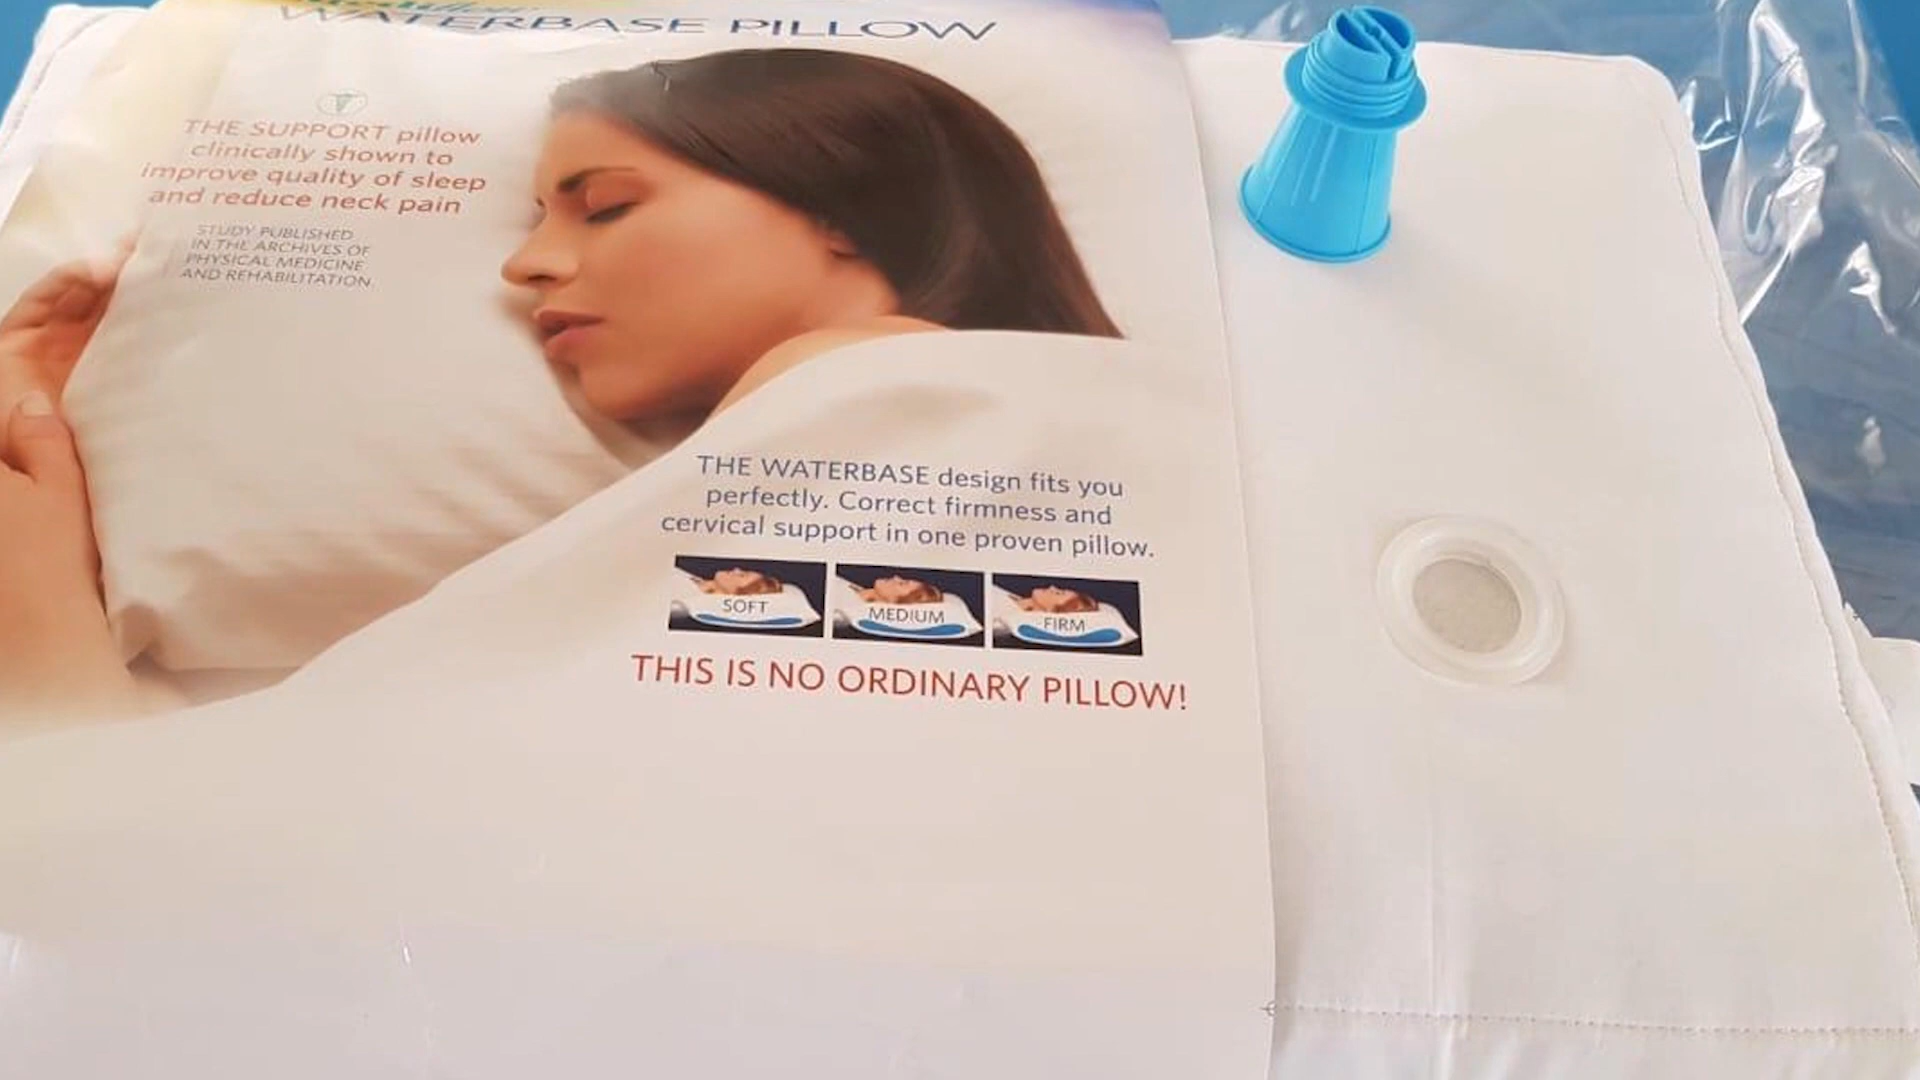 WATERBASE PILLOW
THE SUPPORT pillow
clinically shown to
improve quality of sleep
and reduce neck pain
STUDY PUBLISHED
IN THE ARCHIVES OF
PHYSICAL MEDICINE
AND REHABILITATION.
THE WATERBASE design fits you
perfectly. Correct firmness and
cervical support in one proven pillow.
SOFT
MEDIUM
FIRM
THIS IS NO ORDINARY PILLOW!